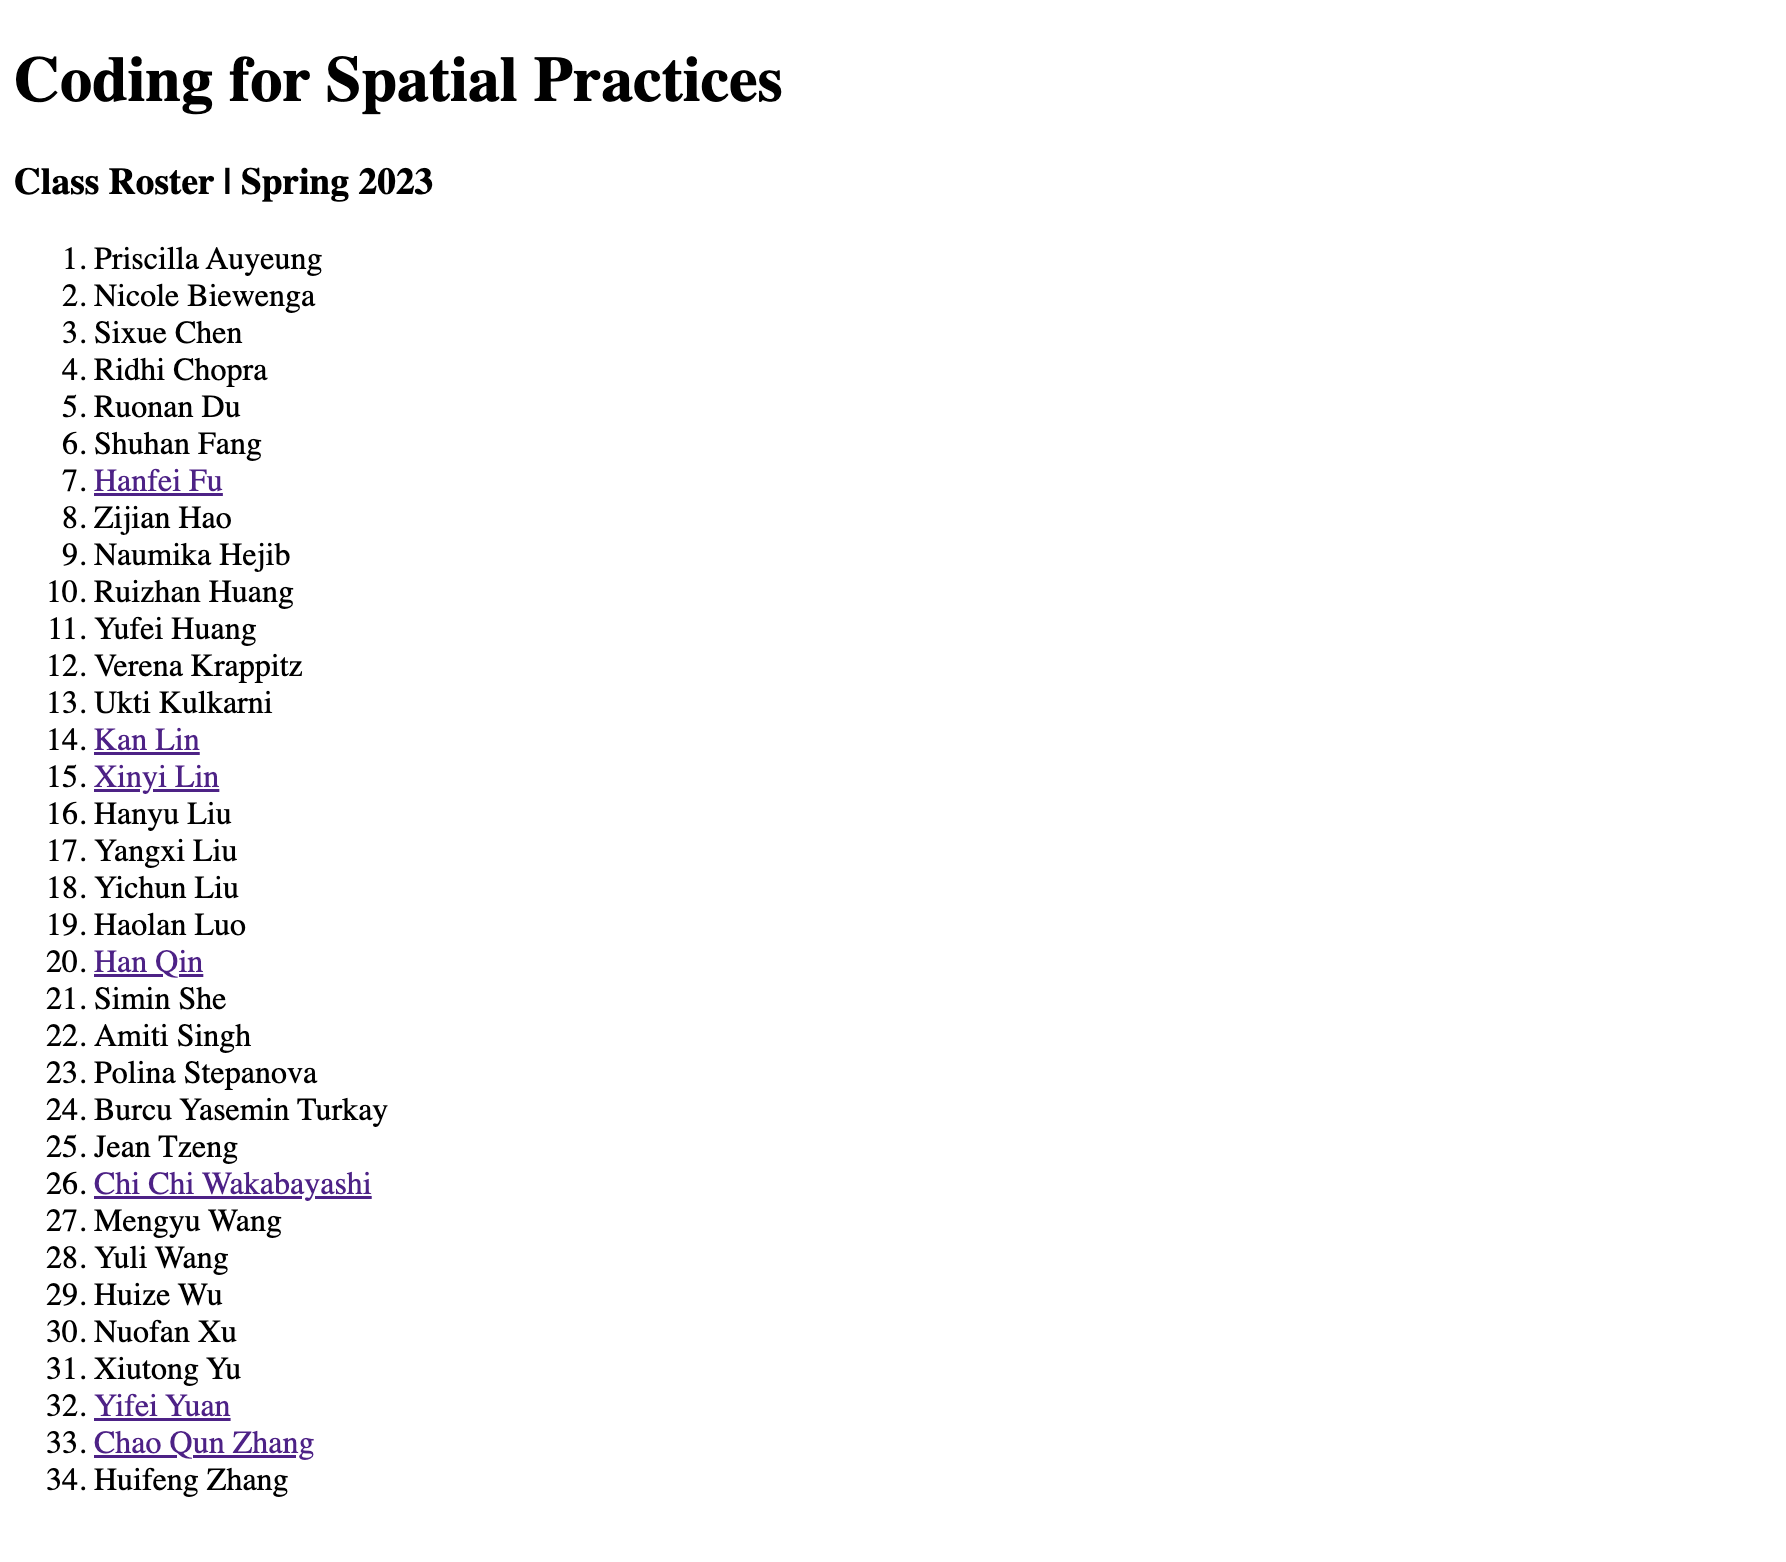 Coding for Spatial Practices
Class Roster | Spring 2023
1. Priscilla Auyeung
2. Nicole Biewenga
3. Sixue Chen
4. Ridhi Chopra
5. Ruonan Du
6. Shuhan Fang
7. Hanfei Fu
8. Zijian Hao
9. Naumika Hejib
10. Ruizhan Huang
11. Yufei Huang
12. Verena Krappitz
13. Ukti Kulkarni
14. Kan Lin
15. Xinyi Lin
16. Hanyu Liu
17. Yangxi Liu
18. Yichun Liu
19. Haolan Luo
20. Han Qin
21. Simin She
22. Amiti Singh
23. Polina Stepanova
24. Burcu Yasemin Turkay
25. Jean Tzeng
26. Chi Chi Wakabayashi
27. Mengyu Wang
28. Yuli Wang
29. Huize Wu
30. Nuofan Xu
31. Xiutong Yu
32. Yifei Yuan
33. Chao Qun Zhang
34. Huifeng Zhang